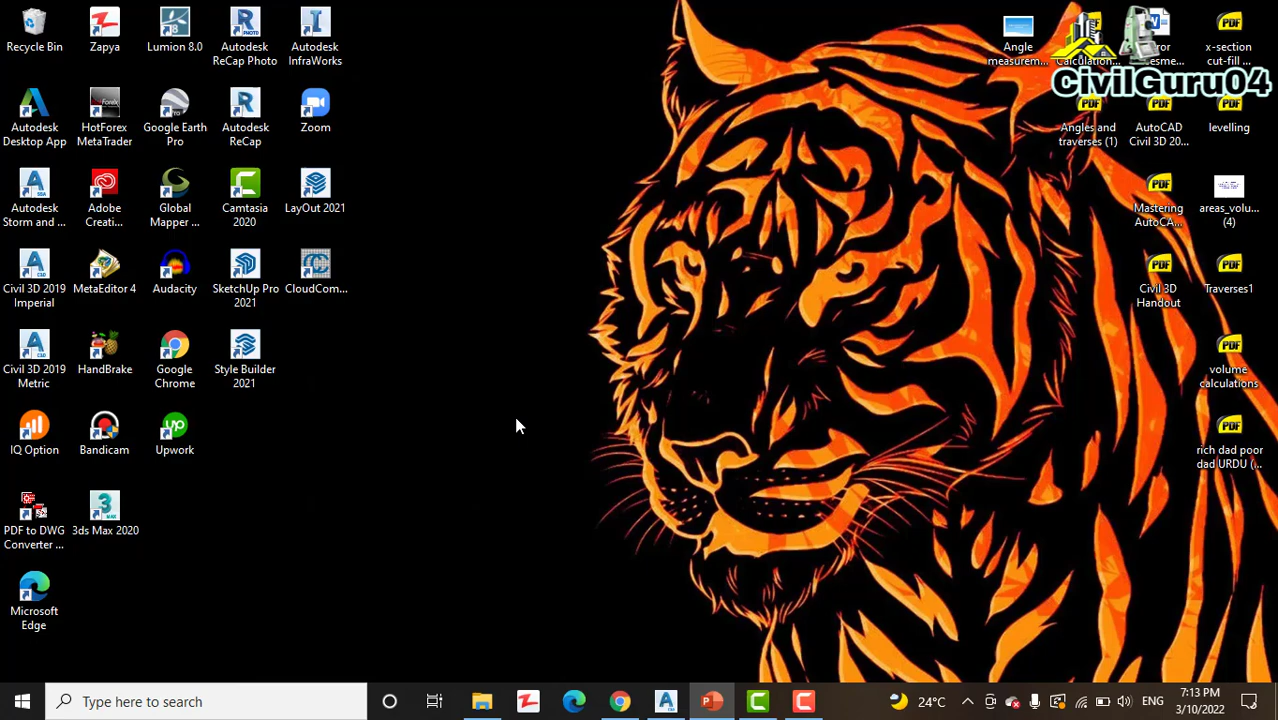 Recycle Bin
Zapya
Lumion 8.0
Autodesk
ReCap Photo
Autodesk
InfraWorks
Autodesk
Desktop App
HotForex
MetaTrader
Google Earth
Pro
Autodesk
ReCap
Zoom
Autodesk
Storm and ...
Adobe
Creati...
Global
Mapper ...
Camtasia
2020
LayOut 2021
Civil 3D 2019
Imperial
MetaEditor 4
Audacity
SketchUp Pro
2021
CloudCom...
Civil 3D 2019
Metric
HandBrake
Google
Chrome
Style Builder
2021
IQ Option
Bandicam
Upwork
PDF to DWG
Converter ...
3ds Max 2020
Microsoft
Edge
Angle
measurem...
Calculation...
x-section
cut-fill ...
CivilGuru04
Angles and
traverses (1)
AutoCAD
Civil 3D 20...
levelling
Mastering
AutoCA...
areas_volu...
(4)
Civil 3D
Handout
Traverses1
volume
calculations
rich dad poor
dad URDU (...
Type here to search
24°C
ENG
7:13 PM
3/10/2022